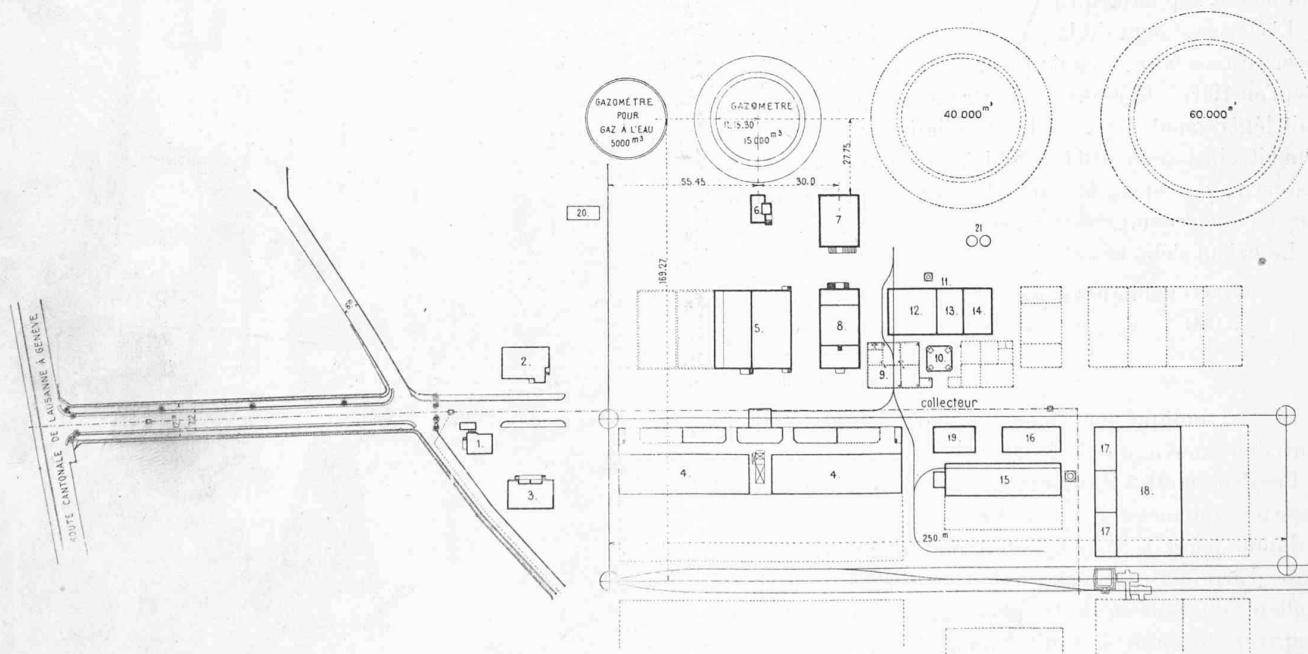 GAZOMÈTRE
POUR
GAZ À L'EAU
5000 m³
GAZOMÈTRE
15 000 m³
40 000 m³
60.000 m³
55.45
30.0
27.75
169.27
20.
6.
7
21
5.
8.
11.
12.
13.
14.
9.
10.
2.
1.
3.
collecteur
4.
4.
19.
16
15
17
17
18.
250. m
ROUTE CANTONALE DE LAUSANNE À GENÈVE